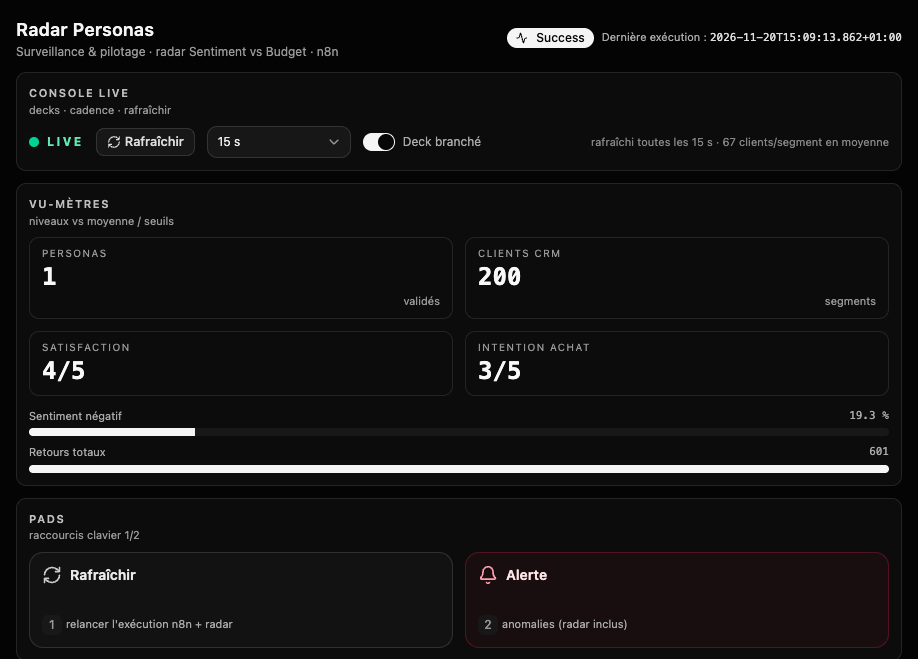 Radar Personas
Surveillance & pilotage · radar Sentiment vs Budget · n8n
Success
Dernière exécution : 2026-11-20T15:09:13.862+01:00
CONSOLE LIVE
decks · cadence · rafraîchir
LIVE
Rafraîchir
15 s
Deck branché
rafraîchi toutes les 15 s · 67 clients/segment en moyenne
VU-MÈTRES
niveaux vs moyenne / seuils
PERSONAS
1
validés
CLIENTS CRM
200
segments
SATISFACTION
4/5
INTENTION ACHAT
3/5
Sentiment négatif
19.3 %
Retours totaux
601
PADS
raccourcis clavier 1/2
Rafraîchir
1 relancer l'exécution n8n + radar
Alerte
2 anomalies (radar inclus)